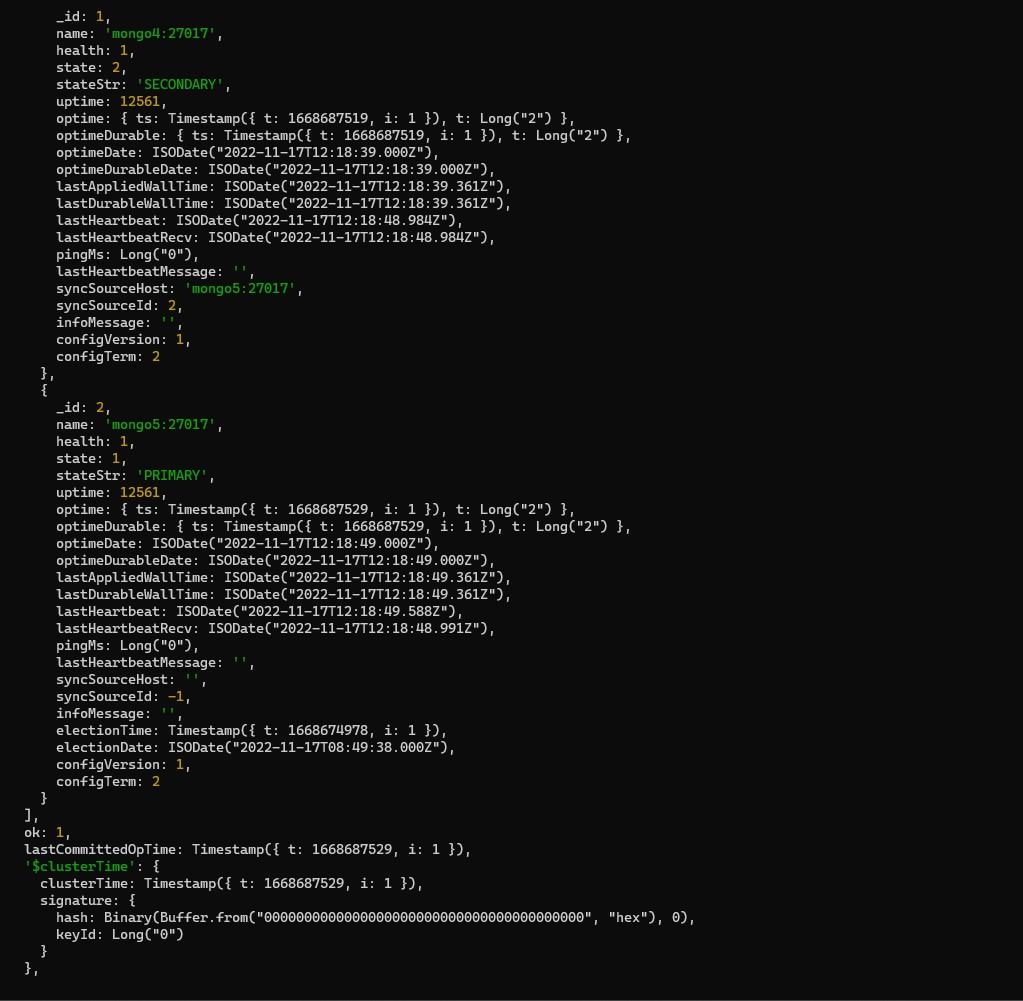 _id: 1,
name: 'mongo4:27017',
health: 1,
state: 2,
stateStr: 'SECONDARY',
uptime: 12561,
optime: { ts: Timestamp({ t: 1668687519, i: 1 }), t: Long("2") },
optimeDurable: { ts: Timestamp({ t: 1668687519, i: 1 }), t: Long("2") },
optimeDate: ISODate("2022-11-17T12:18:39.000Z"),
optimeDurableDate: ISODate("2022-11-17T12:18:39.000Z"),
lastAppliedWallTime: ISODate("2022-11-17T12:18:39.361Z"),
lastDurableWallTime: ISODate("2022-11-17T12:18:39.361Z"),
lastHeartbeat: ISODate("2022-11-17T12:18:48.984Z"),
lastHeartbeatRecv: ISODate("2022-11-17T12:18:48.984Z"),
pingMs: Long("0"),
lastHeartbeatMessage: '',
syncSourceHost: 'mongo5:27017',
syncSourceId: 2,
infoMessage: '',
configVersion: 1,
configTerm: 2
},
{
_id: 2,
name: 'mongo5:27017',
health: 1,
state: 1,
stateStr: 'PRIMARY',
uptime: 12561,
optime: { ts: Timestamp({ t: 1668687529, i: 1 }), t: Long("2") },
optimeDurable: { ts: Timestamp({ t: 1668687529, i: 1 }), t: Long("2") },
optimeDate: ISODate("2022-11-17T12:18:49.000Z"),
optimeDurableDate: ISODate("2022-11-17T12:18:49.000Z"),
lastAppliedWallTime: ISODate("2022-11-17T12:18:49.361Z"),
lastDurableWallTime: ISODate("2022-11-17T12:18:49.361Z"),
lastHeartbeat: ISODate("2022-11-17T12:18:49.588Z"),
lastHeartbeatRecv: ISODate("2022-11-17T12:18:48.991Z"),
pingMs: Long("0"),
lastHeartbeatMessage: '',
syncSourceHost: '',
syncSourceId: -1,
infoMessage: '',
electionTime: Timestamp({ t: 1668674978, i: 1 }),
electionDate: ISODate("2022-11-17T08:49:38.000Z"),
configVersion: 1,
configTerm: 2
}
],
ok: 1,
lastCommittedOpTime: Timestamp({ t: 1668687529, i: 1 }),
'$clusterTime': {
clusterTime: Timestamp({ t: 1668687529, i: 1 }),
signature: {
hash: Binary(Buffer.from("0000000000000000000000000000000000000000", "hex"), 0),
keyId: Long("0")
}
},